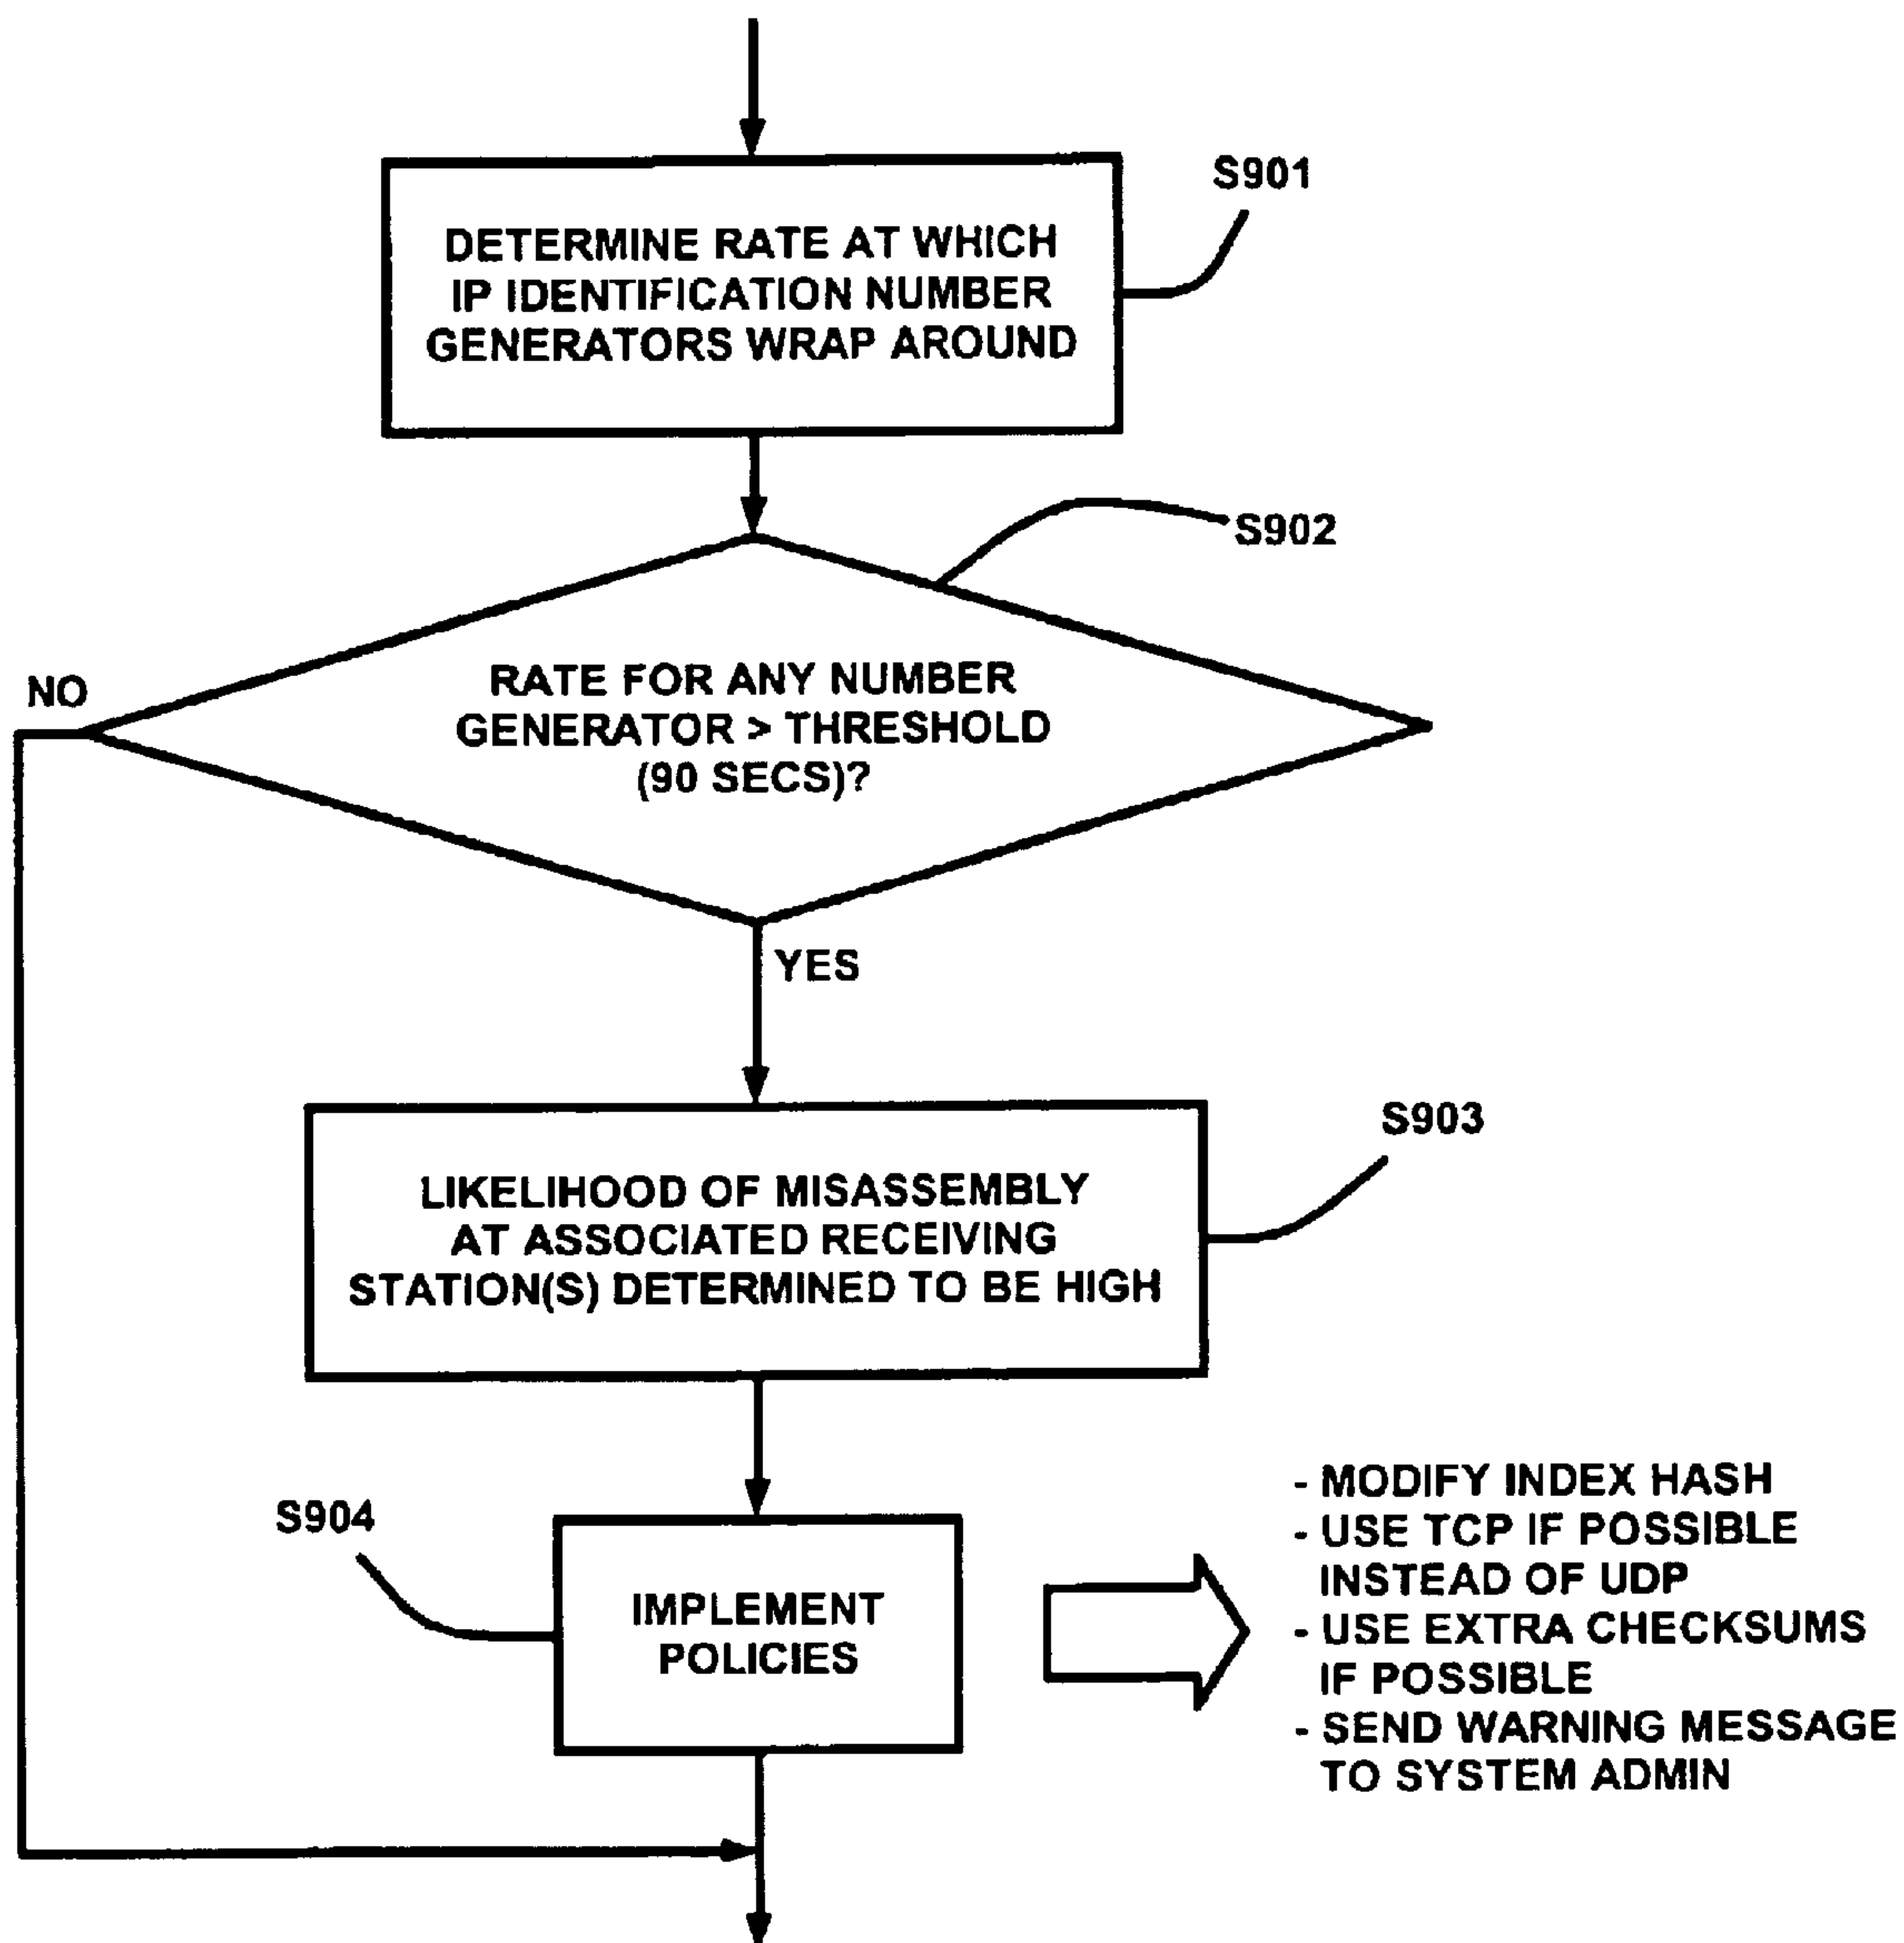 S901
DETERMINE RATE AT WHICH
IP IDENTIFICATION NUMBER
GENERATORS WRAP AROUND
S902
RATE FOR ANY NUMBER
GENERATOR > THRESHOLD
(90 SECS)?
NO
YES
S903
LIKELIHOOD OF MISASSEMBLY
AT ASSOCIATED RECEIVING
STATION(S) DETERMINED TO BE HIGH
S904
IMPLEMENT
POLICIES
- MODIFY INDEX HASH
- USE TCP IF POSSIBLE
INSTEAD OF UDP
- USE EXTRA CHECKSUMS
IF POSSIBLE
- SEND WARNING MESSAGE
TO SYSTEM ADMIN